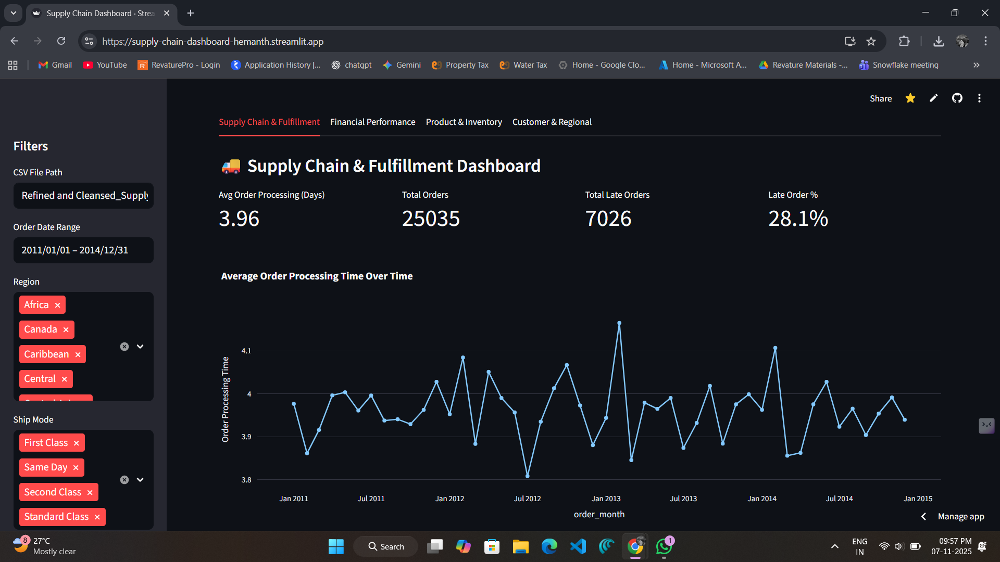 Supply Chain Dashboard · Strea
https://supply-chain-dashboard-hemanth.streamlit.app
Gmail
YouTube
RevaturePro - Login
Application History |...
chatgpt
Gemini
Property Tax
Water Tax
Home - Google Clo...
Home - Microsoft A...
Revature Materials -...
Snowflake meeting
Share
Supply Chain & Fulfillment
Financial Performance
Product & Inventory
Customer & Regional
Filters
CSV File Path
Refined and Cleansed_Supply
Order Date Range
2011/01/01 – 2014/12/31
Region
Africa
Canada
Caribbean
Central
Ship Mode
First Class
Same Day
Second Class
Standard Class
Supply Chain & Fulfillment Dashboard
Avg Order Processing (Days)
3.96
Total Orders
25035
Total Late Orders
7026
Late Order %
28.1%
Average Order Processing Time Over Time
Order Processing Time
4.1
4
3.9
3.8
Jan 2011
Jul 2011
Jan 2012
Jul 2012
Jan 2013
Jul 2013
Jan 2014
Jul 2014
Jan 2015
order_month
Manage app
8
27°C
Mostly clear
Search
1
ENG
IN
09:57 PM
07-11-2025